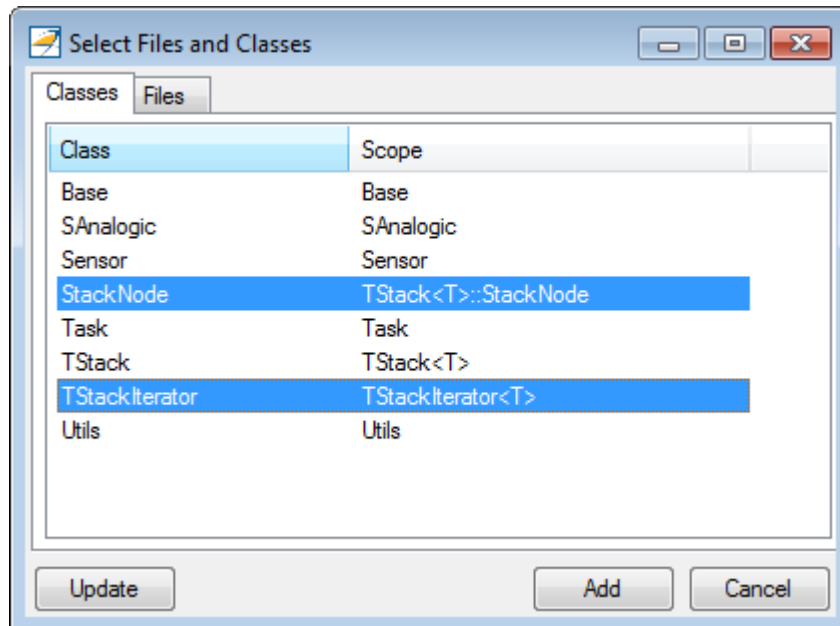 Select Files and Classes
Classes Files
Class Scope
Base Base
SAnalogic SAnalogic
Sensor Sensor
StackNode TStack<T>::StackNode
Task Task
TStack TStack<T>
TStackIterator TStackIterator<T>
Utils Utils
Update Add Cancel